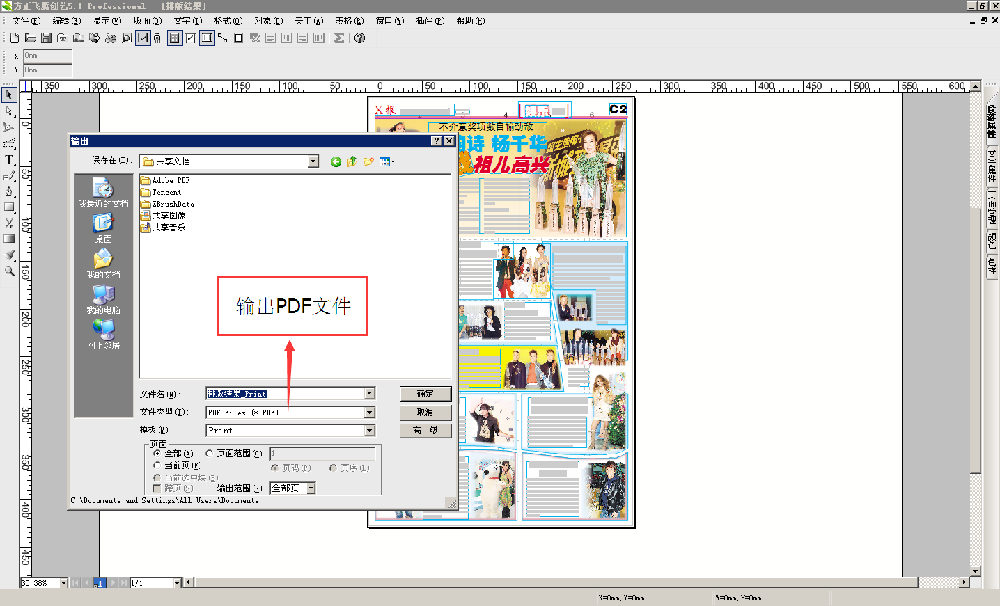 方正飞腾创艺5.1 Professional - [排版结果]
文件(F) 编辑(E) 显示(V) 版面(Q) 文字(T) 格式(O) 对象(D) 美工(A) 表格(R) 窗口(W) 插件(P) 帮助(H)
X 0mm
Y 0mm
350 300 250 200 150 100 50 0 50 100 150 200 250 300 350 400 450 500 550 600
0
50
100
150
200
250
300
350
400
450
X报
娱乐
C2
4 5 6
不介意奖项数目输劲敌
诗 杨千华
祖儿高兴
段落属性
文字属性
页面管理
颜色
色样
输出
保存在(I): 共享文档
我最近的文档
桌面
我的文档
我的电脑
网上邻居
Adobe PDF
Tencent
ZBrushData
共享图像
共享音乐
输出PDF文件
文件名(N): 排版结果_Print 确定
文件类型(T): PDF Files (*.PDF) 取消
模板(M): Print 高 级
页面
全部(A) 页面范围(G) 1
当前页(F) 页码(P) 页序(L)
当前选中块(B)
跨页(S) 输出范围(R) 全部页
C:\Documents and Settings\All Users\Documents
30.38% 1 1/1
X=0mm, Y=0mm W=0mm, H=0mm